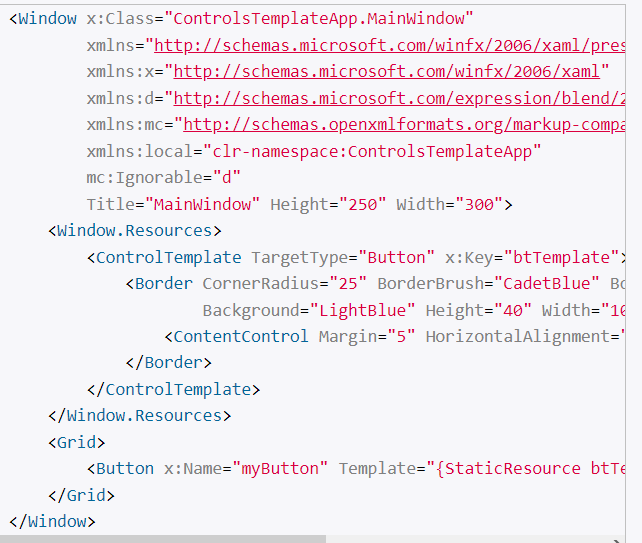 <Window x:Class="ControlsTemplateApp.MainWindow"
xmlns="http://schemas.microsoft.com/winfx/2006/xaml/pres
xmlns:x="http://schemas.microsoft.com/winfx/2006/xaml"
xmlns:d="http://schemas.microsoft.com/expression/blend/2
xmlns:mc="http://schemas.openxmlformats.org/markup-compa
xmlns:local="clr-namespace:ControlsTemplateApp"
mc:Ignorable="d"
Title="MainWindow" Height="250" Width="300">
<Window.Resources>
<ControlTemplate TargetType="Button" x:Key="btTemplate">
<Border CornerRadius="25" BorderBrush="CadetBlue" Bo
Background="LightBlue" Height="40" Width="10
<ContentControl Margin="5" HorizontalAlignment="
</Border>
</ControlTemplate>
</Window.Resources>
<Grid>
<Button x:Name="myButton" Template="{StaticResource btTe
</Grid>
</Window>